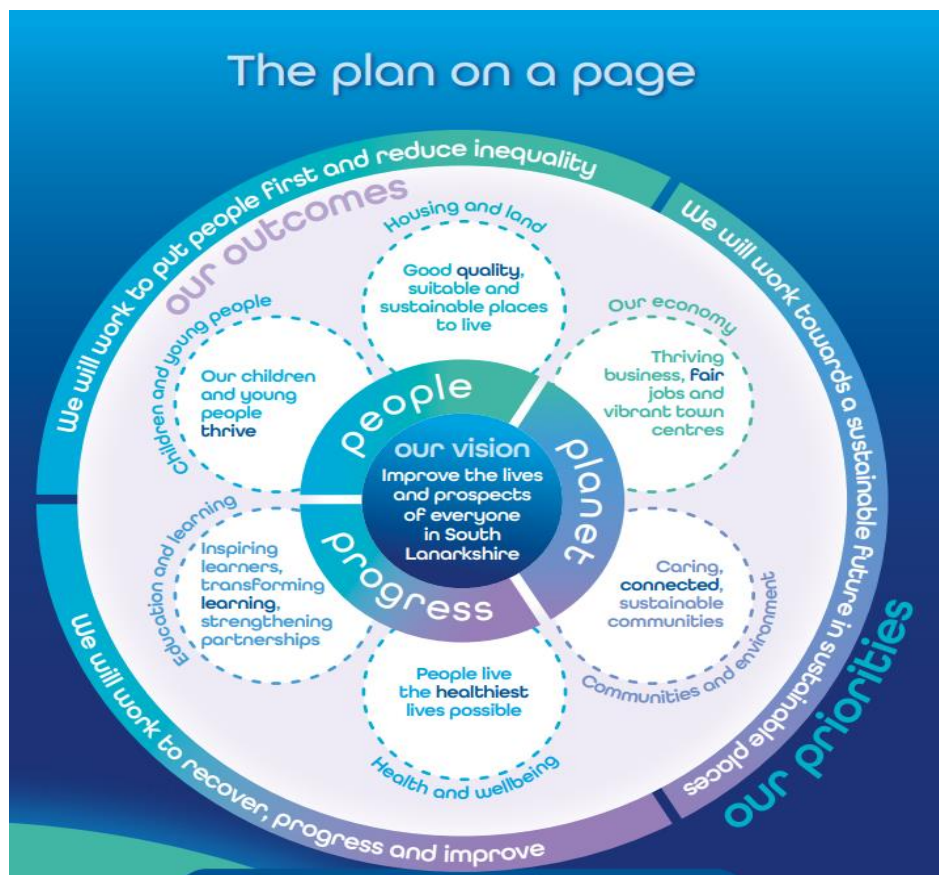 The plan on a page
We will work to put people first and reduce inequality
We will work towards a sustainable future in sustainable places
We will work to recover, progress and improve
our priorities
our outcomes
Housing and land
Good quality,
suitable and
sustainable places
to live
Our economy
Thriving
business, fair
jobs and
vibrant town
centres
Communities and environment
Caring,
connected,
sustainable
communities
Health and wellbeing
People live
the healthiest
lives possible
Education and learning
Inspiring
learners,
transforming
learning,
strengthening
partnerships
Children and young people
Our children
and young
people
thrive
people
planet
progress
our vision
Improve the lives
and prospects
of everyone
in South
Lanarkshire